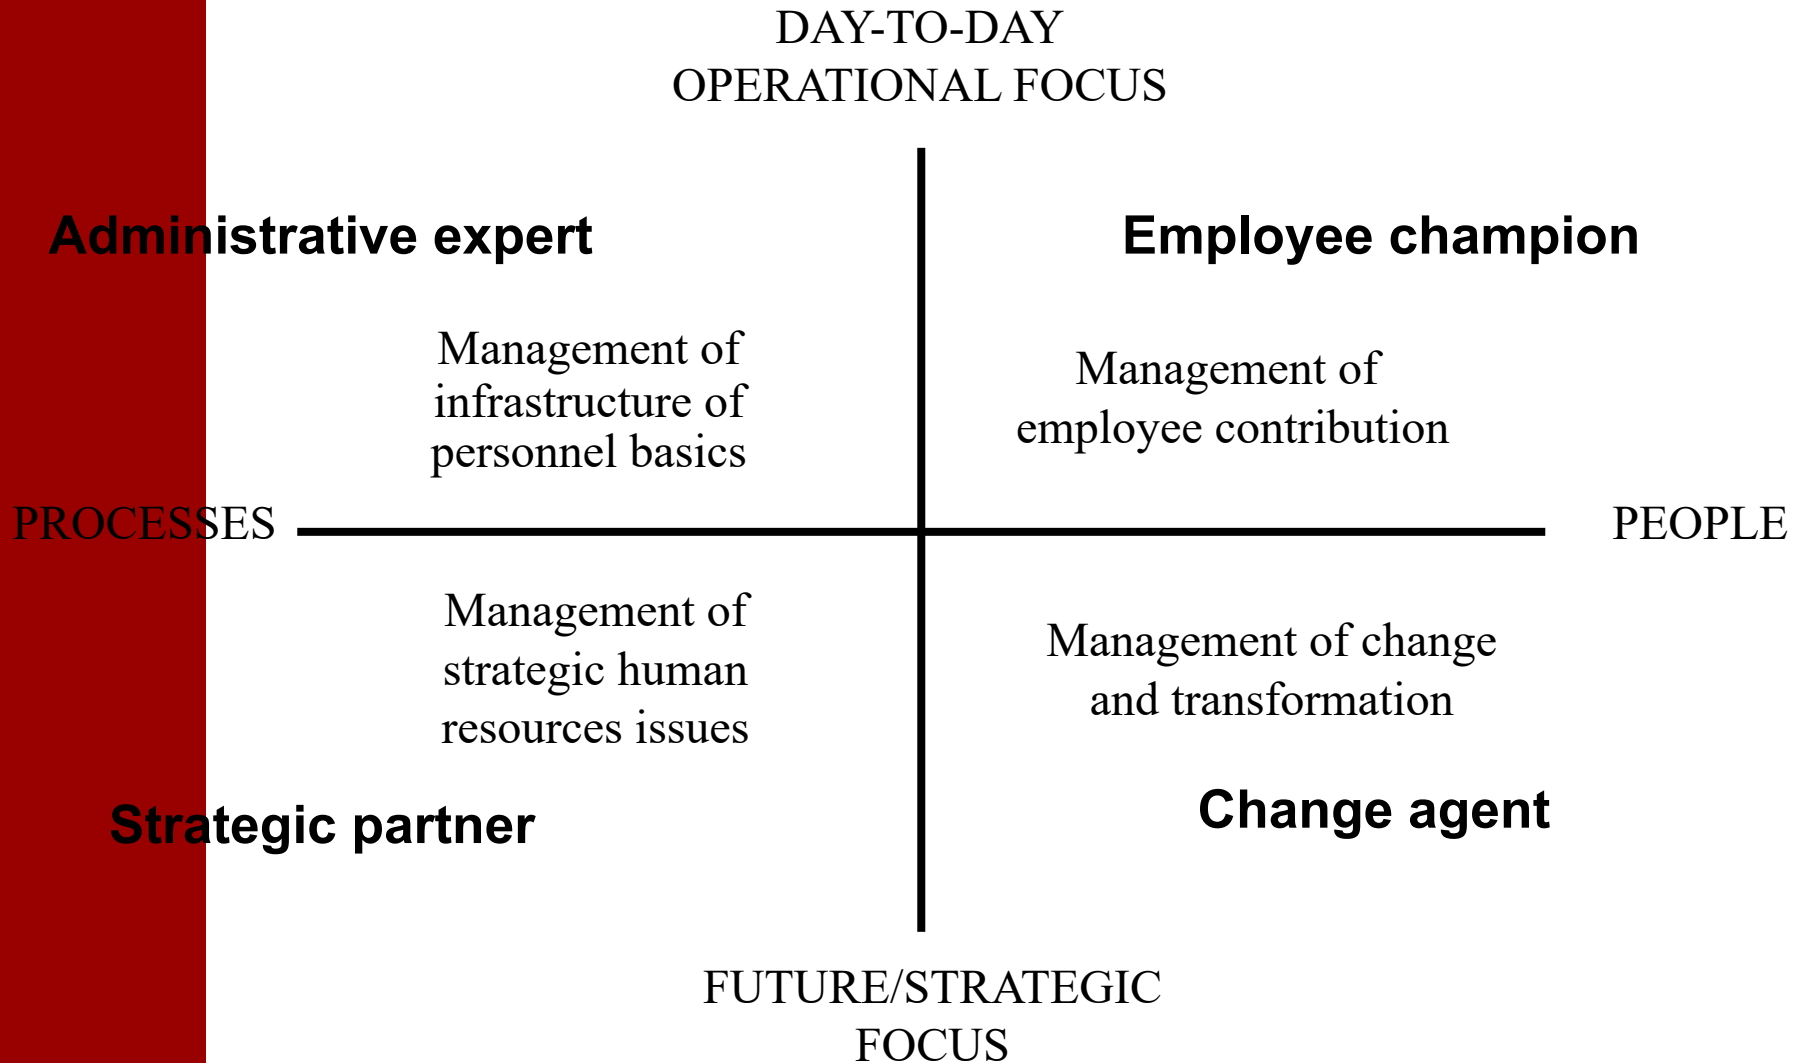 DAY-TO-DAY
OPERATIONAL FOCUS
Administrative expert
Employee champion
Management of
infrastructure of
personnel basics
Management of
employee contribution
PROCESSES
PEOPLE
Management of
strategic human
resources issues
Management of change
and transformation
Strategic partner
Change agent
FUTURE/STRATEGIC
FOCUS